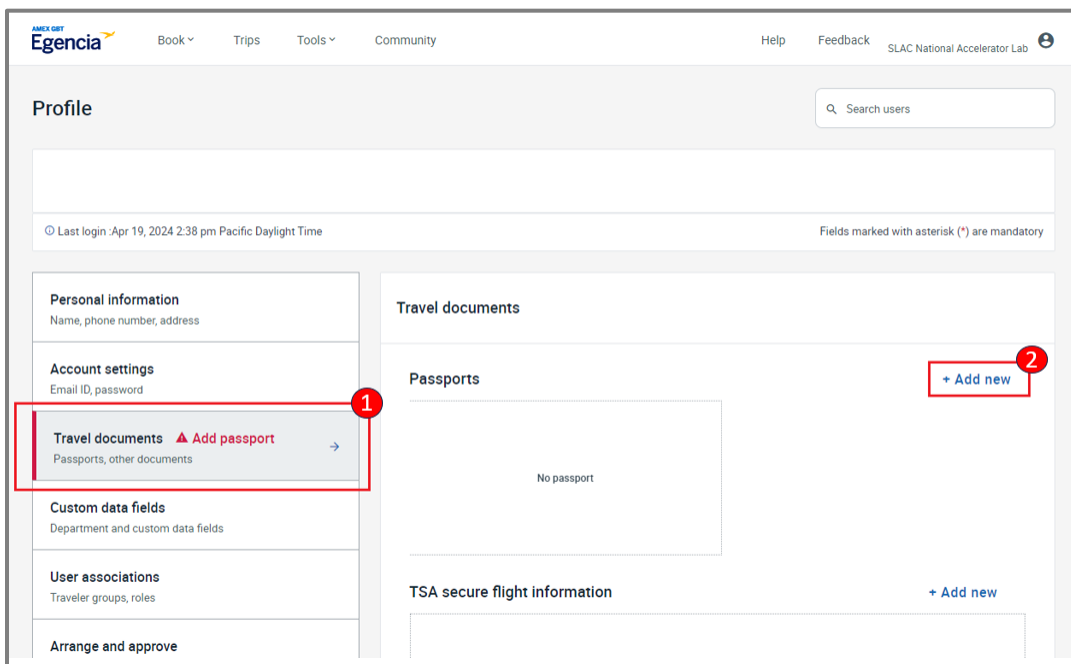 AMEX GBT
Egencia
Book
Trips
Tools
Community
Help
Feedback
SLAC National Accelerator Lab
Profile
Search users
Last login :Apr 19, 2024 2:38 pm Pacific Daylight Time
Fields marked with asterisk (*) are mandatory
Personal information
Name, phone number, address
Account settings
Email ID, password
1
Travel documents Add passport
Passports, other documents
Custom data fields
Department and custom data fields
User associations
Traveler groups, roles
Arrange and approve
Travel documents
Passports
2
+ Add new
No passport
TSA secure flight information
+ Add new